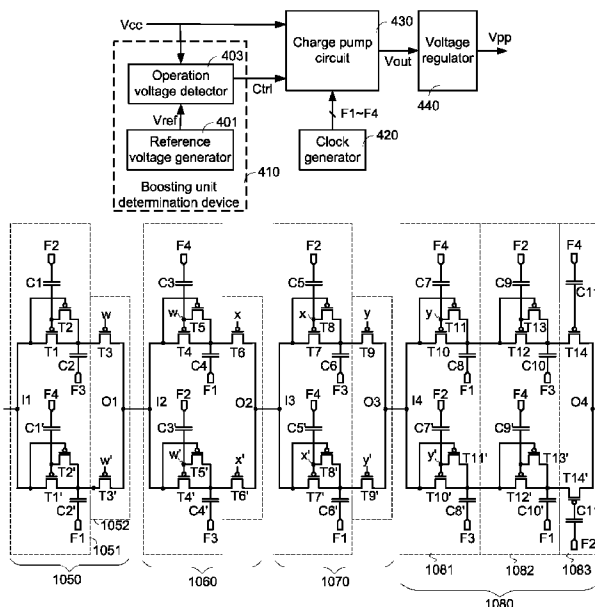 Vcc
403
Operation
voltage detector
Ctrl
Vref
401
Reference
voltage generator
410
Boosting unit
determination device
430
Charge pump
circuit
Vout
Voltage
regulator
440
Vpp
F1~F4
420
Clock
generator
F2 F4 F2 F4 F2 F4
C1 C3 C5 C7 C9 C11
T2 w w T5 x x T8 y y T11 T13
T1 T3 T4 T6 T7 T9 T10 T12 T14
C2 C4 C6 C8 C10
F3 F1 F3 F1 F3
I1 O1 I2 O2 I3 O3 I4 O4
F4 F2 F4 F2 F4
C1' C3' C5' C7' C9'
T2' w' w' T5' x' x' T8' y' y' T11' T13' T14'
T1' T3' T4' T6' T7' T9' T10' T12'
C2' C4' C6' C8' C10' C11
F1 F3 F1 F3 F1 F2
1052
1051
1081 1082 1083
1050 1060 1070 1080